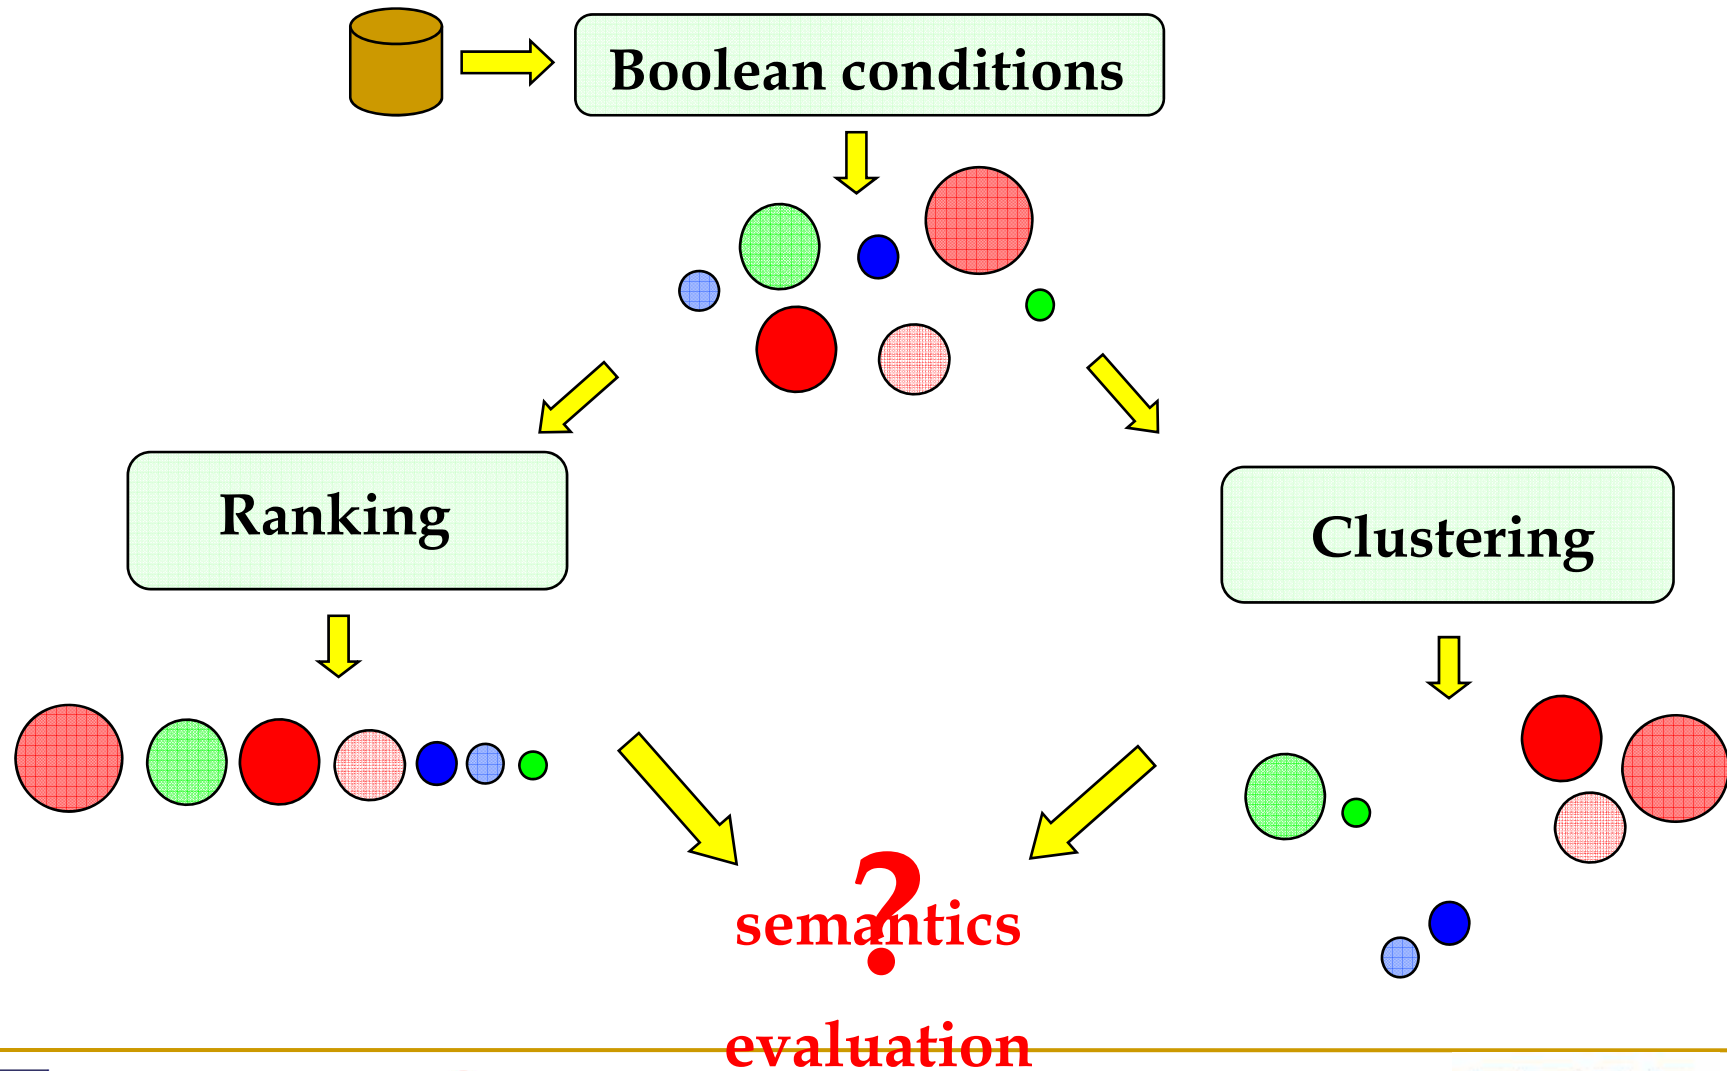 Boolean conditions
Ranking
Clustering
?
semantics
evaluation